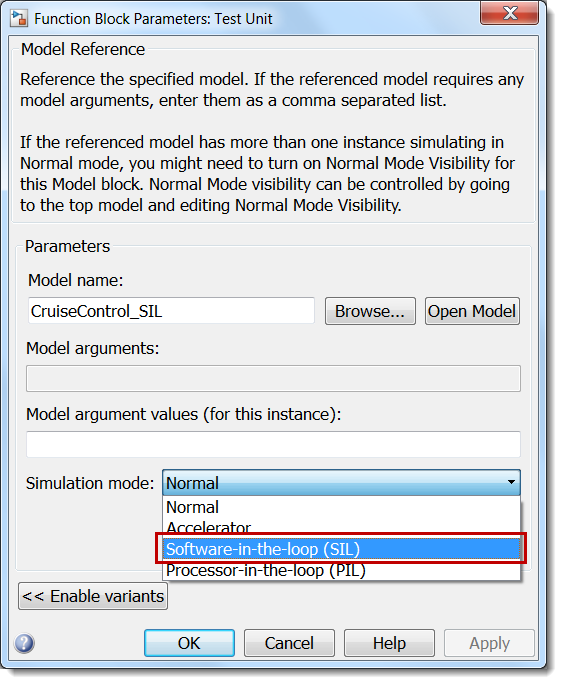 Function Block Parameters: Test Unit
Model Reference
Reference the specified model. If the referenced model requires any
model arguments, enter them as a comma separated list.
If the referenced model has more than one instance simulating in
Normal mode, you might need to turn on Normal Mode Visibility for
this Model block. Normal Mode visibility can be controlled by going
to the top model and editing Normal Mode Visibility.
Parameters
Model name:
CruiseControl_SIL
Browse...
Open Model
Model arguments:
Model argument values (for this instance):
Simulation mode:
Normal
Normal
Accelerator
Software-in-the-loop (SIL)
Processor-in-the-loop (PIL)
<< Enable variants
?
OK
Cancel
Help
Apply